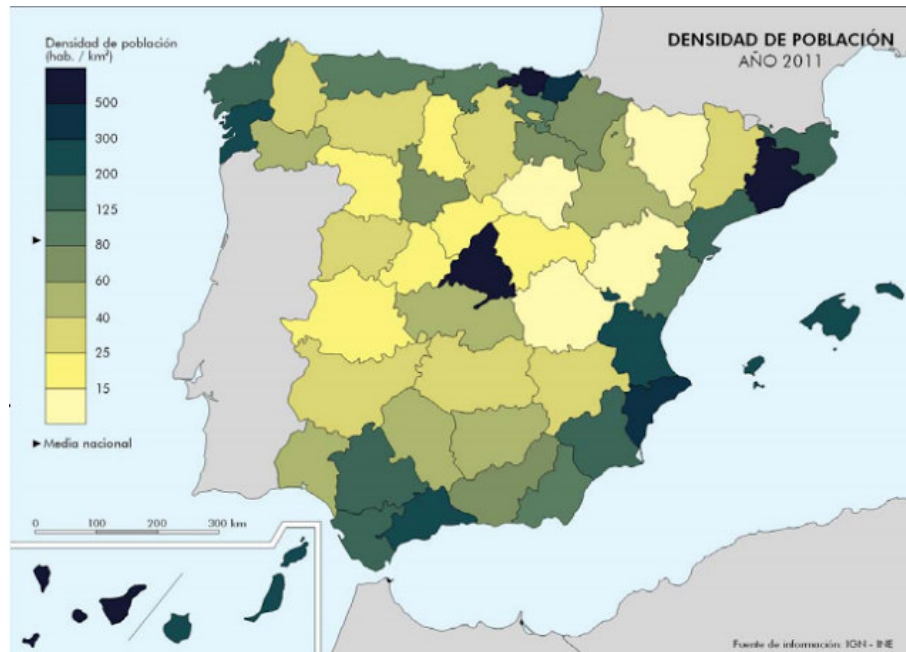 DENSIDAD DE POBLACIÓN
AÑO 2011
Densidad de población
(hab. / km²)
500
300
200
125
80
60
40
25
15
Media nacional
0 100 200 300 km
Fuente de información: IGN - INE